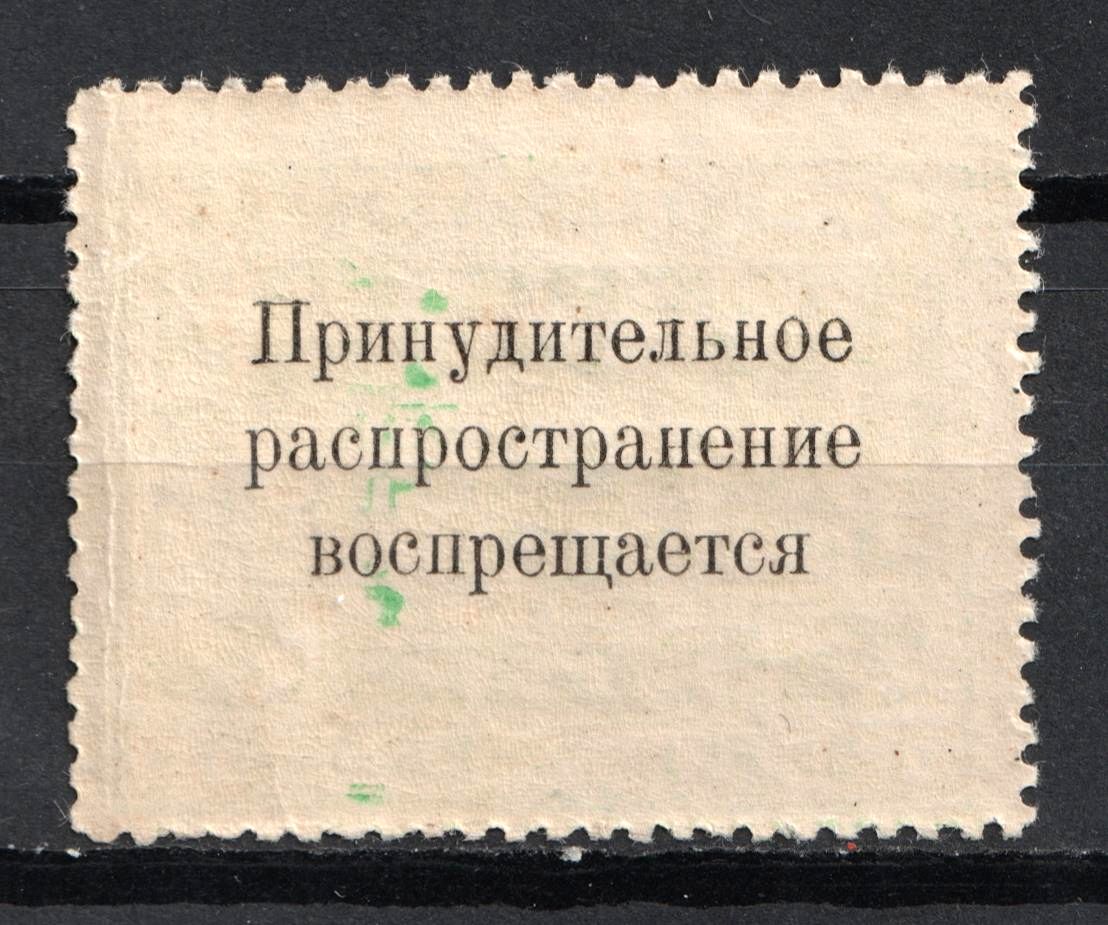 Принудительное
распространение
воспрещается